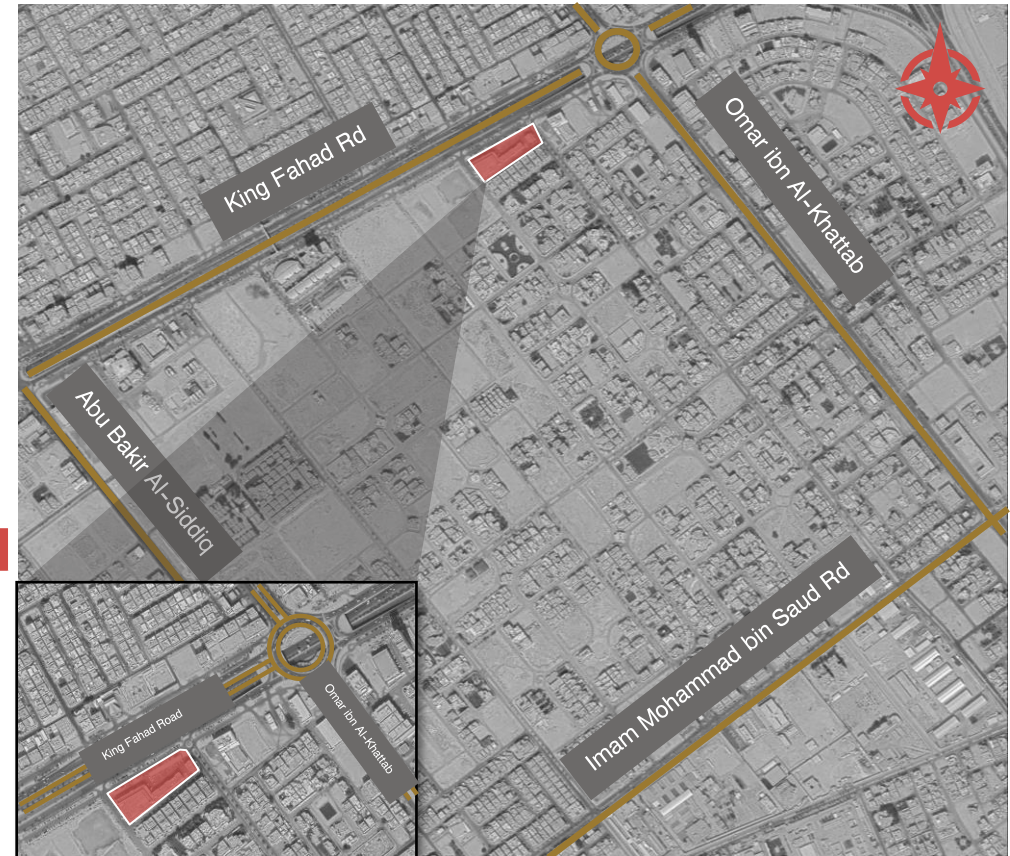 King Fahad Rd
Omar ibn Al-Khattab
Abu Bakir Al-Siddiq
Imam Mohammad bin Saud Rd
King Fahad Road
Omar ibn Al-Khattab